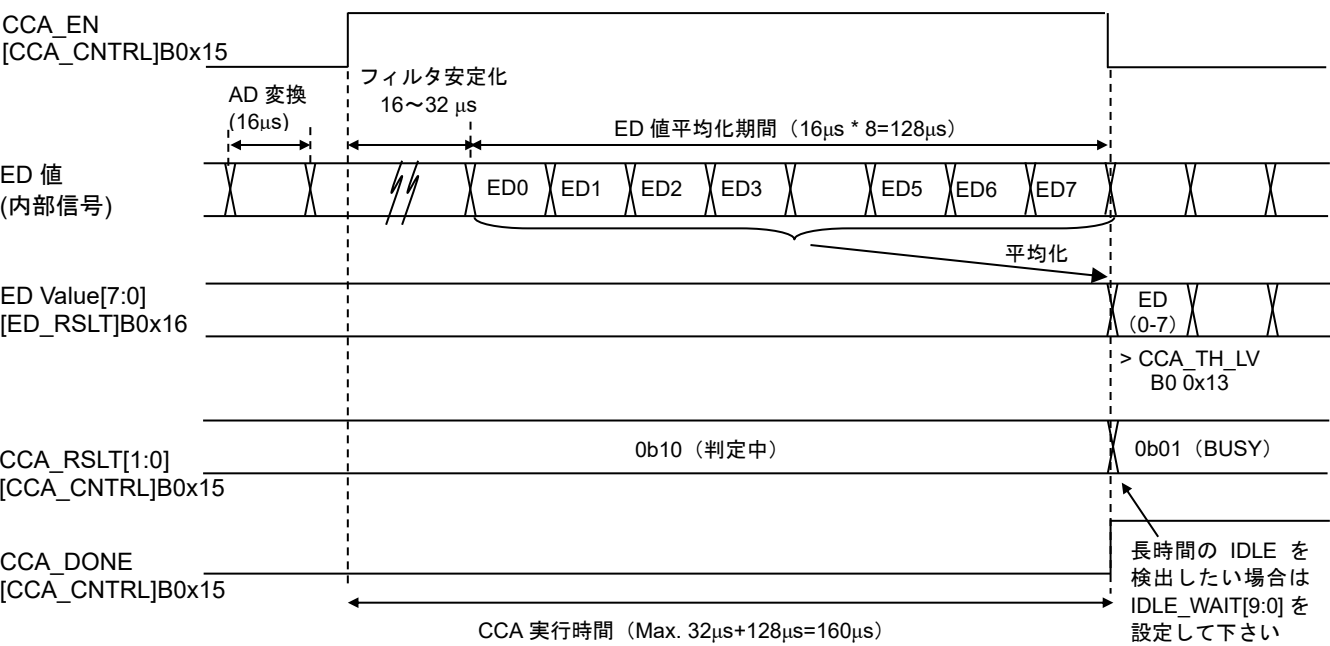 CCA_EN
[CCA_CNTRL]B0x15
フィルタ安定化
16～32 μs
AD 変換
(16μs)
ED 値平均化期間（16μs * 8=128μs）
ED 値
(内部信号)
ED0
ED1
ED2
ED3
ED5
ED6
ED7
平均化
ED Value[7:0]
[ED_RSLT]B0x16
ED
（0-7）
> CCA_TH_LV
B0 0x13
CCA_RSLT[1:0]
[CCA_CNTRL]B0x15
0b10（判定中）
0b01（BUSY）
CCA_DONE
[CCA_CNTRL]B0x15
長時間の IDLE を
検出したい場合は
IDLE_WAIT[9:0] を
設定して下さい
CCA 実行時間（Max. 32μs+128μs=160μs）